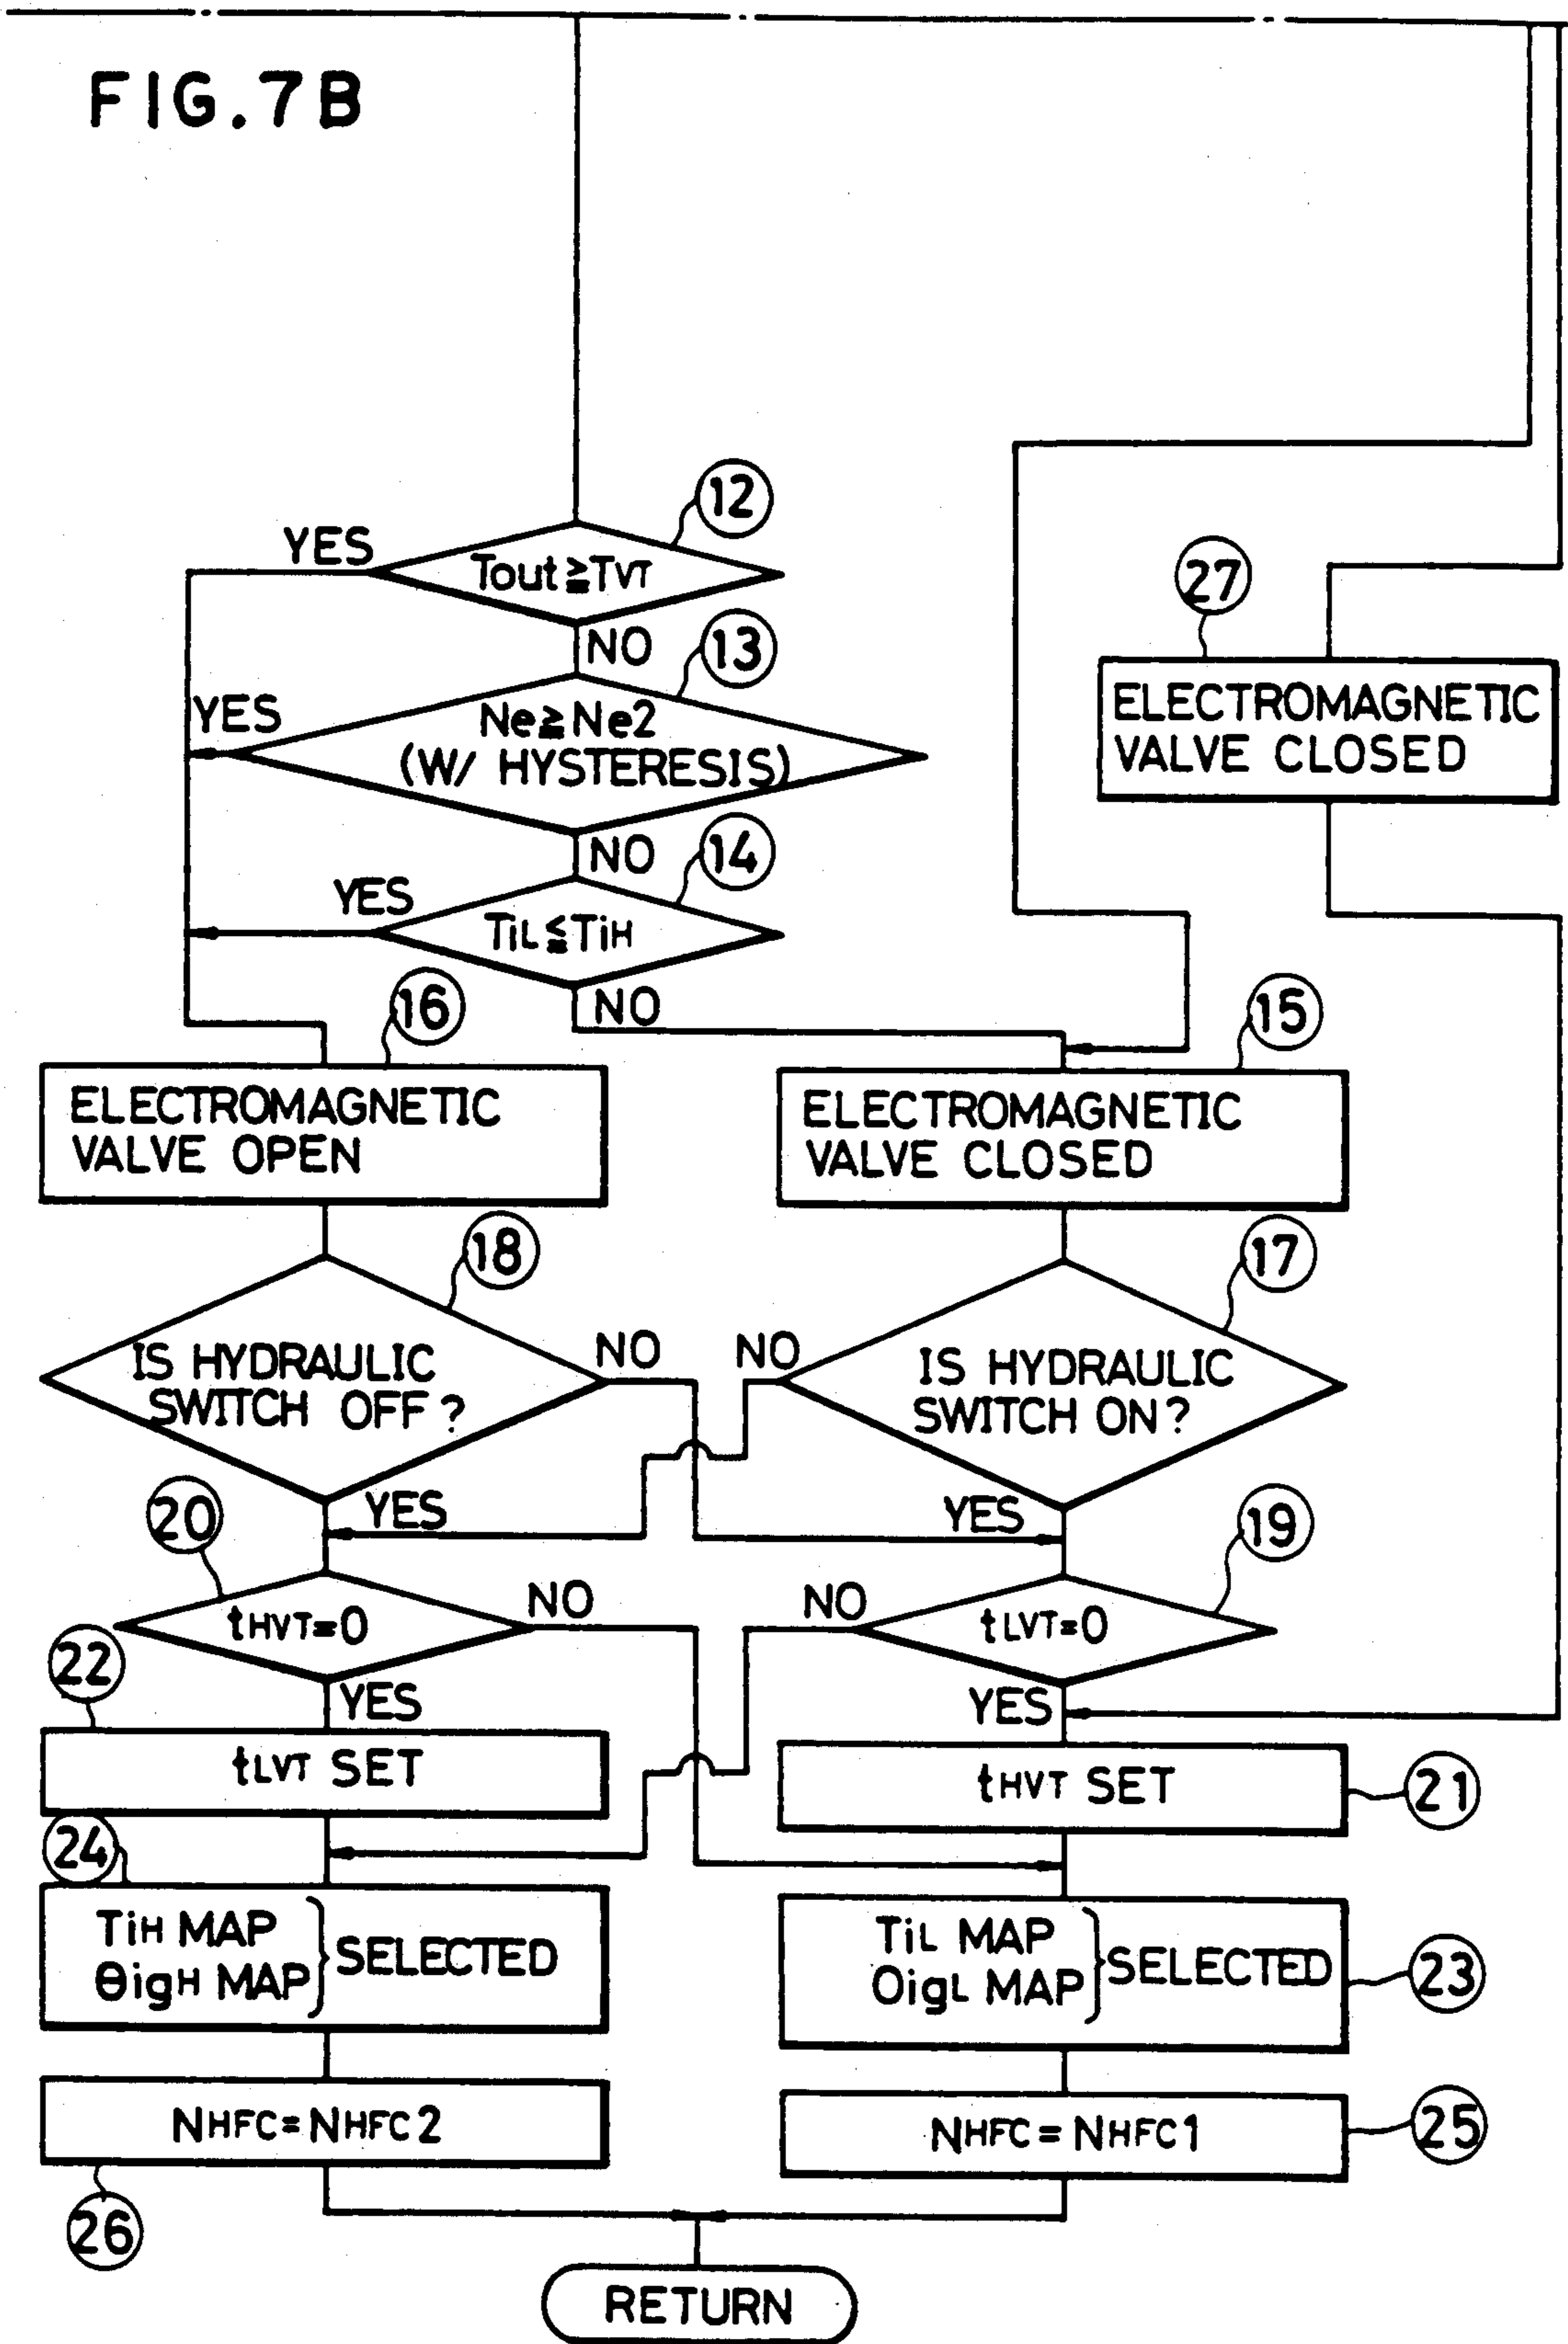 FIG.7B
12
YES
Tout≧TVT
27
NO
13
ELECTROMAGNETIC
VALVE CLOSED
YES
Ne≧Ne2
(W/ HYSTERESIS)
NO
14
YES
TiL≦TiH
16
NO
15
ELECTROMAGNETIC
VALVE OPEN
ELECTROMAGNETIC
VALVE CLOSED
18
17
IS HYDRAULIC
SWITCH OFF?
NO
NO
IS HYDRAULIC
SWITCH ON?
20
YES
YES
19
tHVT=0
NO
NO
tLVT=0
22
YES
YES
tLVT SET
tHVT SET
21
24
TiH MAP
θigH MAP
SELECTED
TiL MAP
OigL MAP
SELECTED
23
NHFC=NHFC2
NHFC=NHFC1
25
26
RETURN